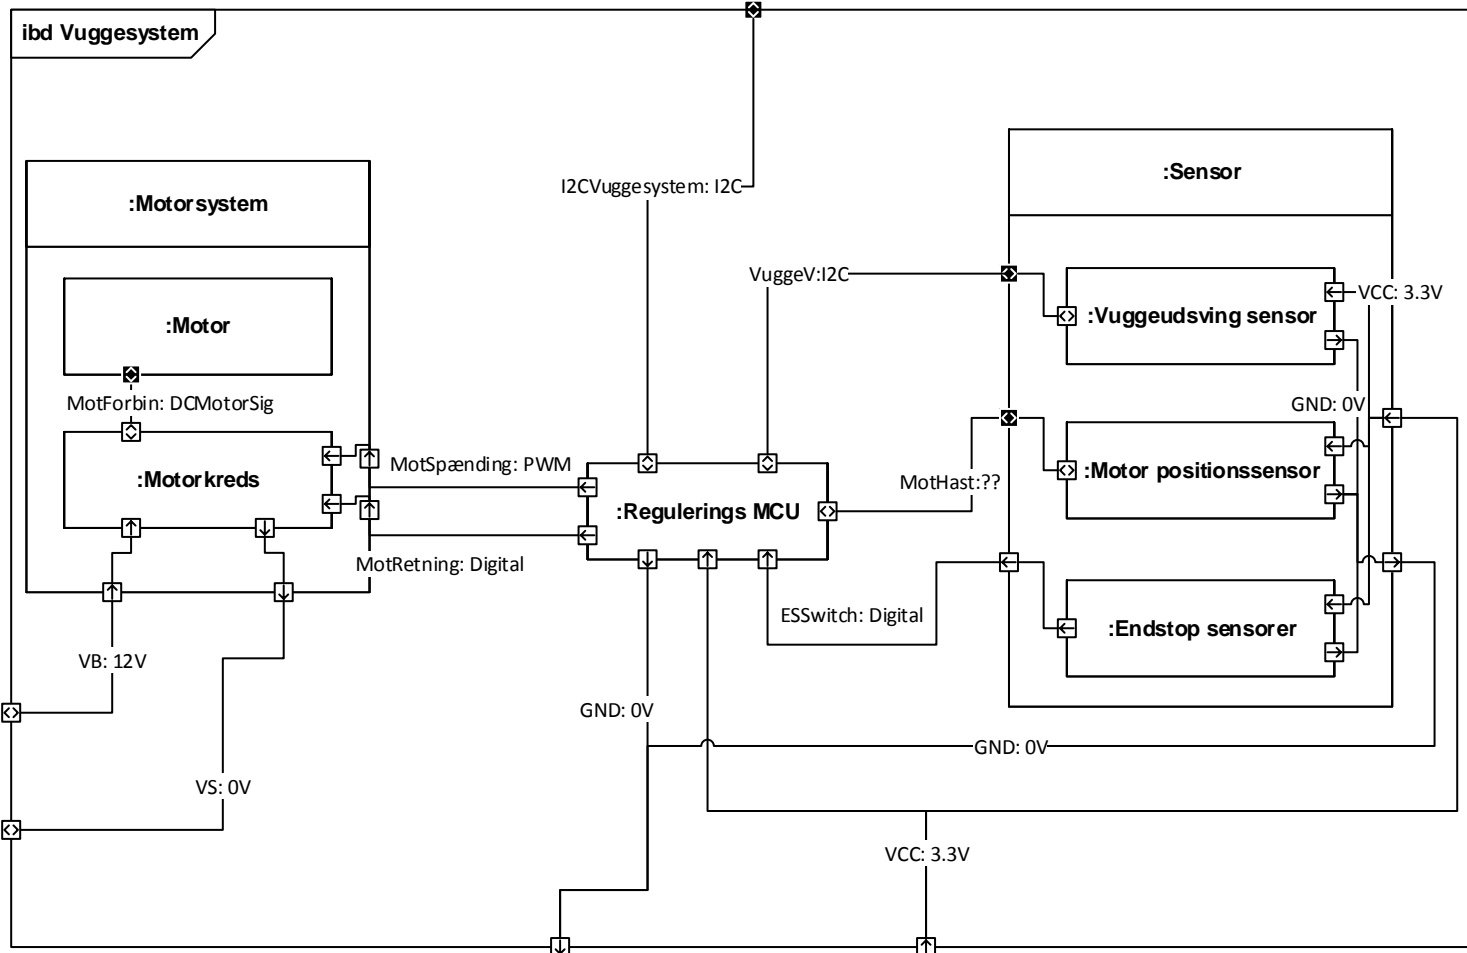 ibd Vuggesystem
:Motorsystem
:Motor
MotForbin: DCMotorSig
:Motorkreds
VB: 12V
VS: 0V
I2CVuggesystem: I2C
MotSpænding: PWM
MotRetning: Digital
:Regulerings MCU
VuggeV:I2C
MotHast:??
ESSwitch: Digital
GND: 0V
:Sensor
:Vuggeudsving sensor
VCC: 3.3V
GND: 0V
:Motor positionssensor
:Endstop sensorer
GND: 0V
VCC: 3.3V